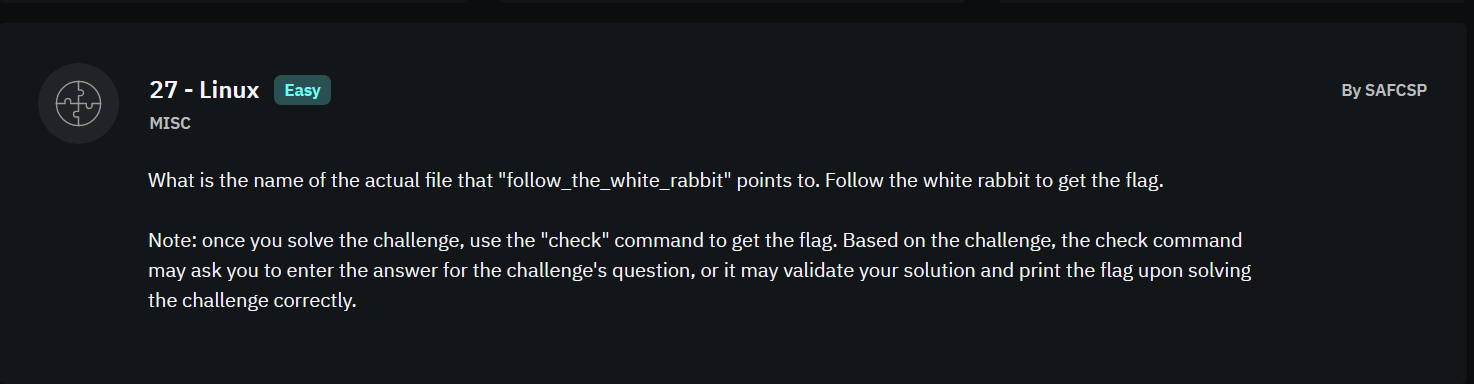 27 - Linux Easy By SAFCSP
MISC
What is the name of the actual file that "follow_the_white_rabbit" points to. Follow the white rabbit to get the flag.
Note: once you solve the challenge, use the "check" command to get the flag. Based on the challenge, the check command
may ask you to enter the answer for the challenge's question, or it may validate your solution and print the flag upon solving
the challenge correctly.